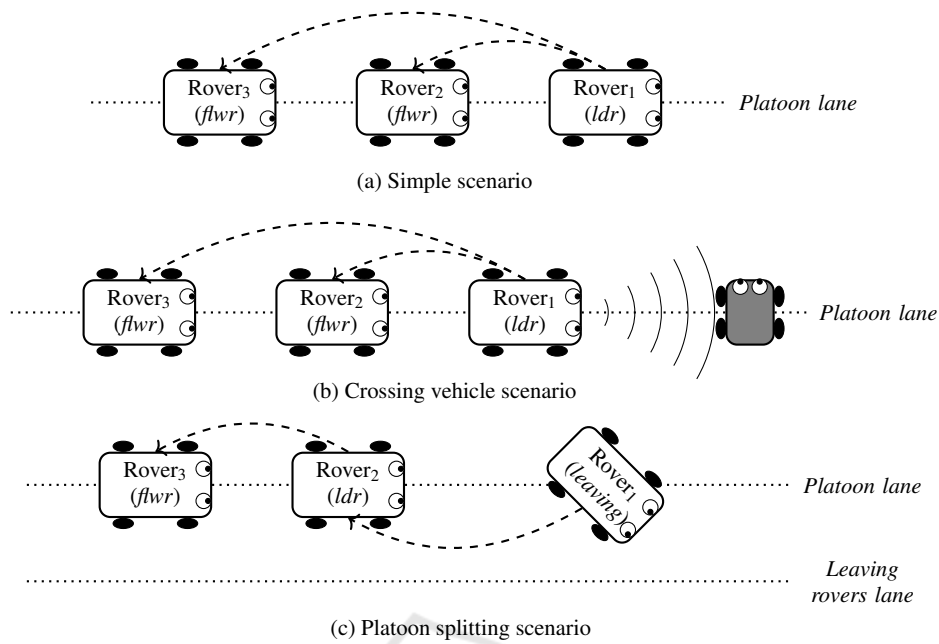 Rover₃
(flwr)
Rover₂
(flwr)
Rover₁
(ldr)
Platoon lane
(a) Simple scenario
Rover₃
(flwr)
Rover₂
(flwr)
Rover₁
(ldr)
Platoon lane
(b) Crossing vehicle scenario
Rover₃
(flwr)
Rover₂
(ldr)
Rover₁
(leaving)
Platoon lane
Leaving
rovers lane
(c) Platoon splitting scenario